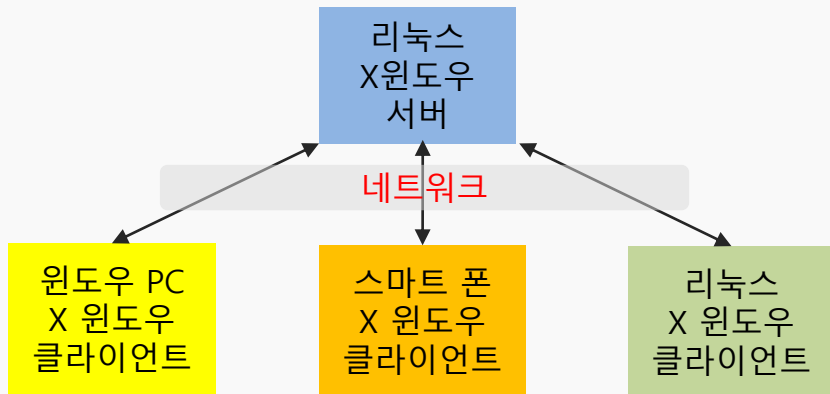 리눅스
X윈도우
서버
네트워크
윈도우 PC
X 윈도우
클라이언트
스마트 폰
X 윈도우
클라이언트
리눅스
X 윈도우
클라이언트